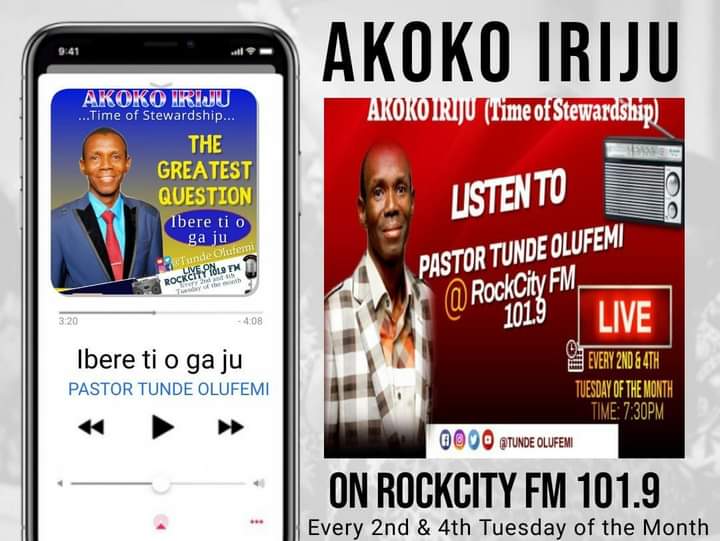 9:41
AKOKO IRIJU
...Time of Stewardship...
THE
GREATEST
QUESTION
Ibere ti o
ga ju
@Tunde Olufemi
LIVE ON
ROCKCITY 101.9 FM
Every 2nd and 4th
Tuesday of the month
3:20
- 4:08
Ibere ti o ga ju
PASTOR TUNDE OLUFEMI
AKOKO IRIJU
AKOKO IRIJU (Time of Stewardship)
LISTEN TO
PASTOR TUNDE OLUFEMI
@ RockCity FM
101.9
LIVE
EVERY 2ND & 4TH
TUESDAY OF THE MONTH
TIME: 7:30PM
@TUNDE OLUFEMI
ON ROCKCITY FM 101.9
Every 2nd & 4th Tuesday of the Month